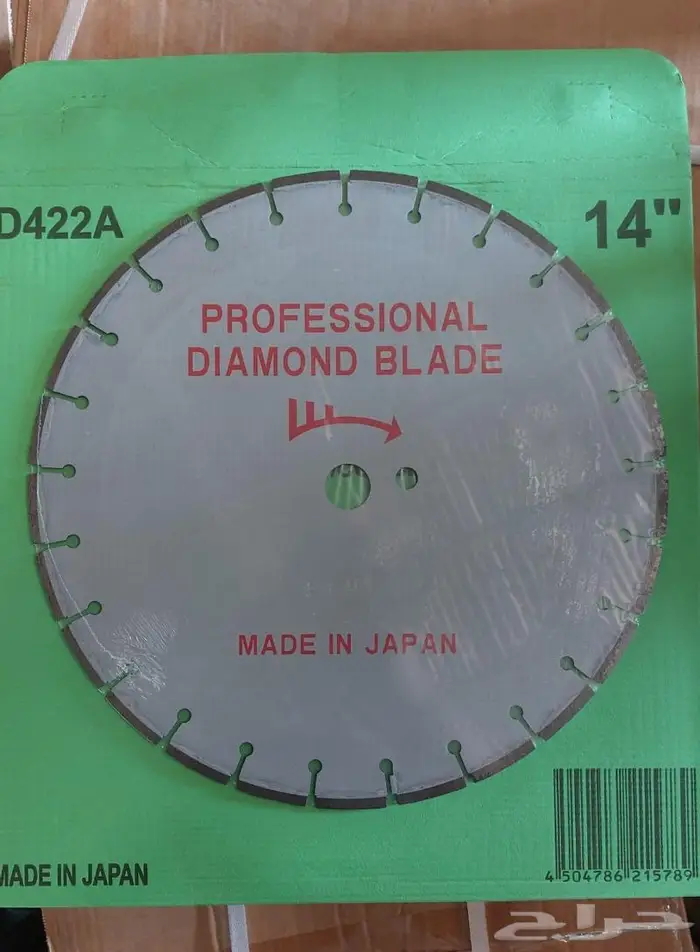 D422A
14"
PROFESSIONAL
DIAMOND BLADE
MADE IN JAPAN
MADE IN JAPAN
4 504786 215789
حراج